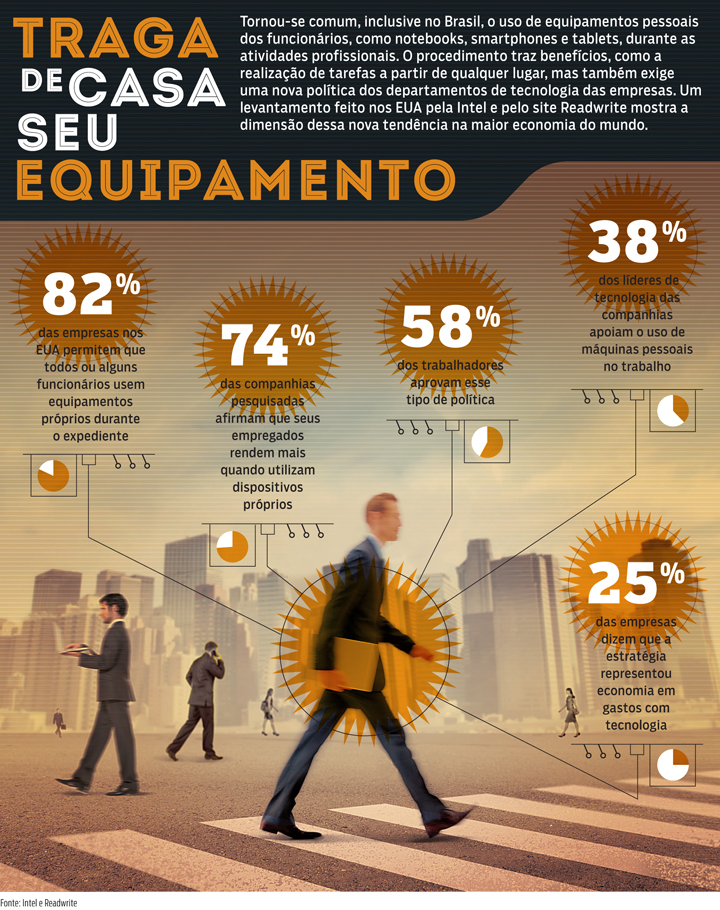 TRAGA
DE CASA
SEU
EQUIPAMENTO
Tornou-se comum, inclusive no Brasil, o uso de equipamentos pessoais
dos funcionários, como notebooks, smartphones e tablets, durante as
atividades profissionais. O procedimento traz benefícios, como a
realização de tarefas a partir de qualquer lugar, mas também exige
uma nova política dos departamentos de tecnologia das empresas. Um
levantamento feito nos EUA pela Intel e pelo site Readwrite mostra a
dimensão dessa nova tendência na maior economia do mundo.
82%
das empresas nos
EUA permitem que
todos ou alguns
funcionários usem
equipamentos
próprios durante
o expediente
74%
das companhias
pesquisadas
afirmam que seus
empregados
rendem mais
quando utilizam
dispositivos
próprios
58%
dos trabalhadores
aprovam esse
tipo de política
38%
dos líderes de
tecnologia das
companhias
apoiam o uso de
máquinas pessoais
no trabalho
25%
das empresas
dizem que a
estratégia
representou
economia em
gastos com
tecnologia
Fonte: Intel e Readwrite